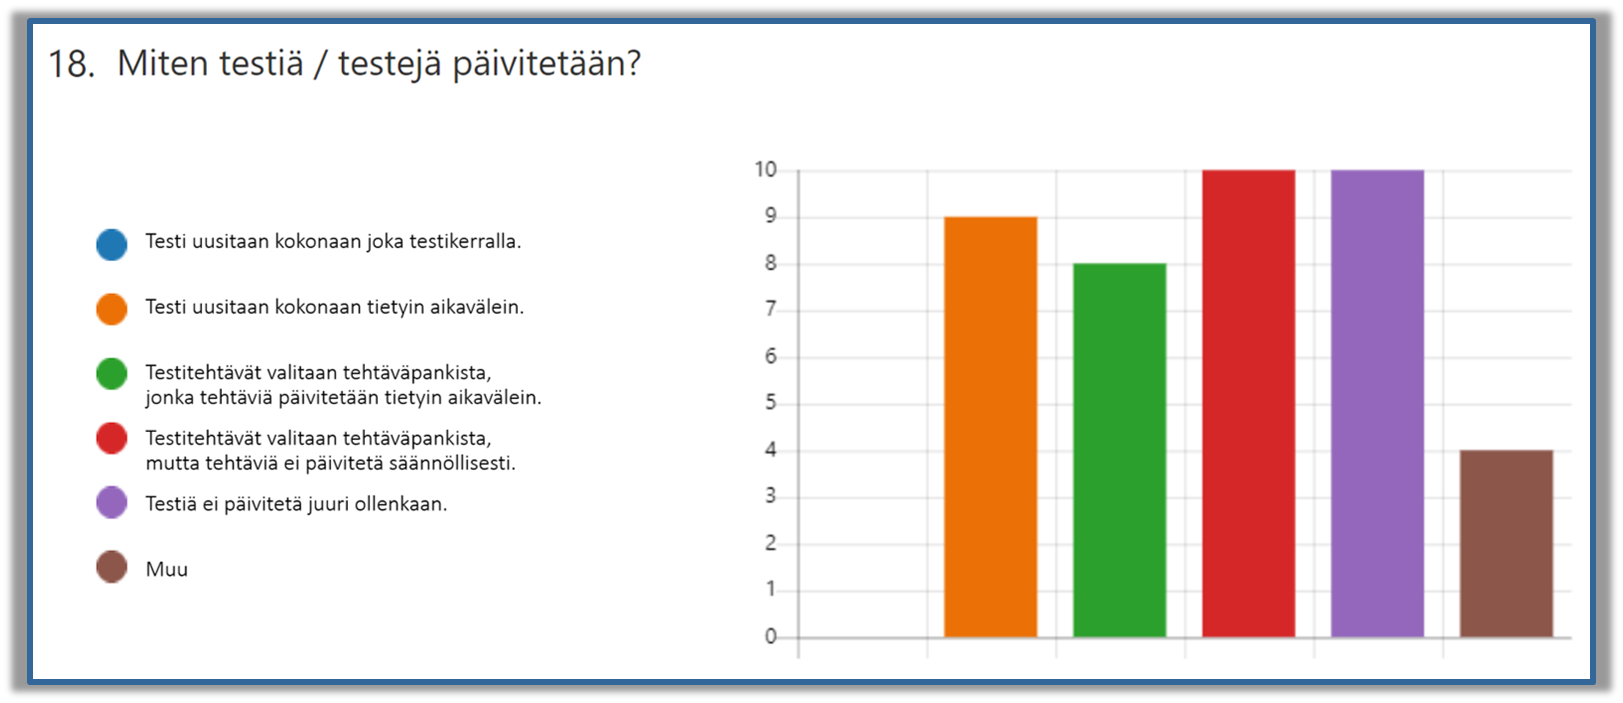 18. Miten testiä / testejä päivitetään?
Testi uusitaan kokonaan joka testikerralla.
Testi uusitaan kokonaan tietyin aikavälein.
Testitehtävät valitaan tehtäväpankista,
jonka tehtäviä päivitetään tietyin aikavälein.
Testitehtävät valitaan tehtäväpankista,
mutta tehtäviä ei päivitetä säännöllisesti.
Testiä ei päivitetä juuri ollenkaan.
Muu
10
9
8
7
6
5
4
3
2
1
0